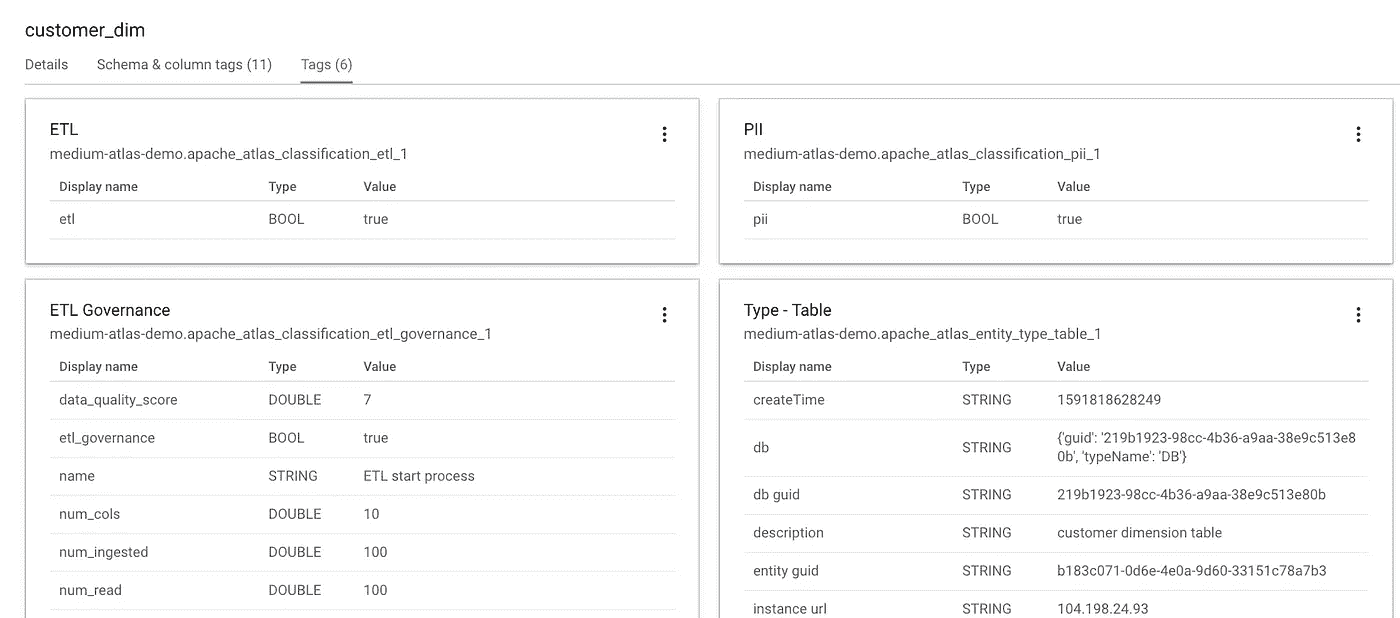 customer_dim
Details Schema & column tags (11) Tags (6)
ETL
medium-atlas-demo.apache_atlas_classification_etl_1
Display name Type Value
etl BOOL true
PII
medium-atlas-demo.apache_atlas_classification_pii_1
Display name Type Value
pii BOOL true
ETL Governance
medium-atlas-demo.apache_atlas_classification_etl_governance_1
Display name Type Value
data_quality_score DOUBLE 7
etl_governance BOOL true
name STRING ETL start process
num_cols DOUBLE 10
num_ingested DOUBLE 100
num_read DOUBLE 100
Type - Table
medium-atlas-demo.apache_atlas_entity_type_table_1
Display name Type Value
createTime STRING 1591818628249
db STRING {'guid': '219b1923-98cc-4b36-a9aa-38e9c513e8
0b', 'typeName': 'DB'}
db guid STRING 219b1923-98cc-4b36-a9aa-38e9c513e80b
description STRING customer dimension table
entity guid STRING b183c071-0d6e-4e0a-9d60-33151c78a7b3
instance url STRING 104.198.24.93